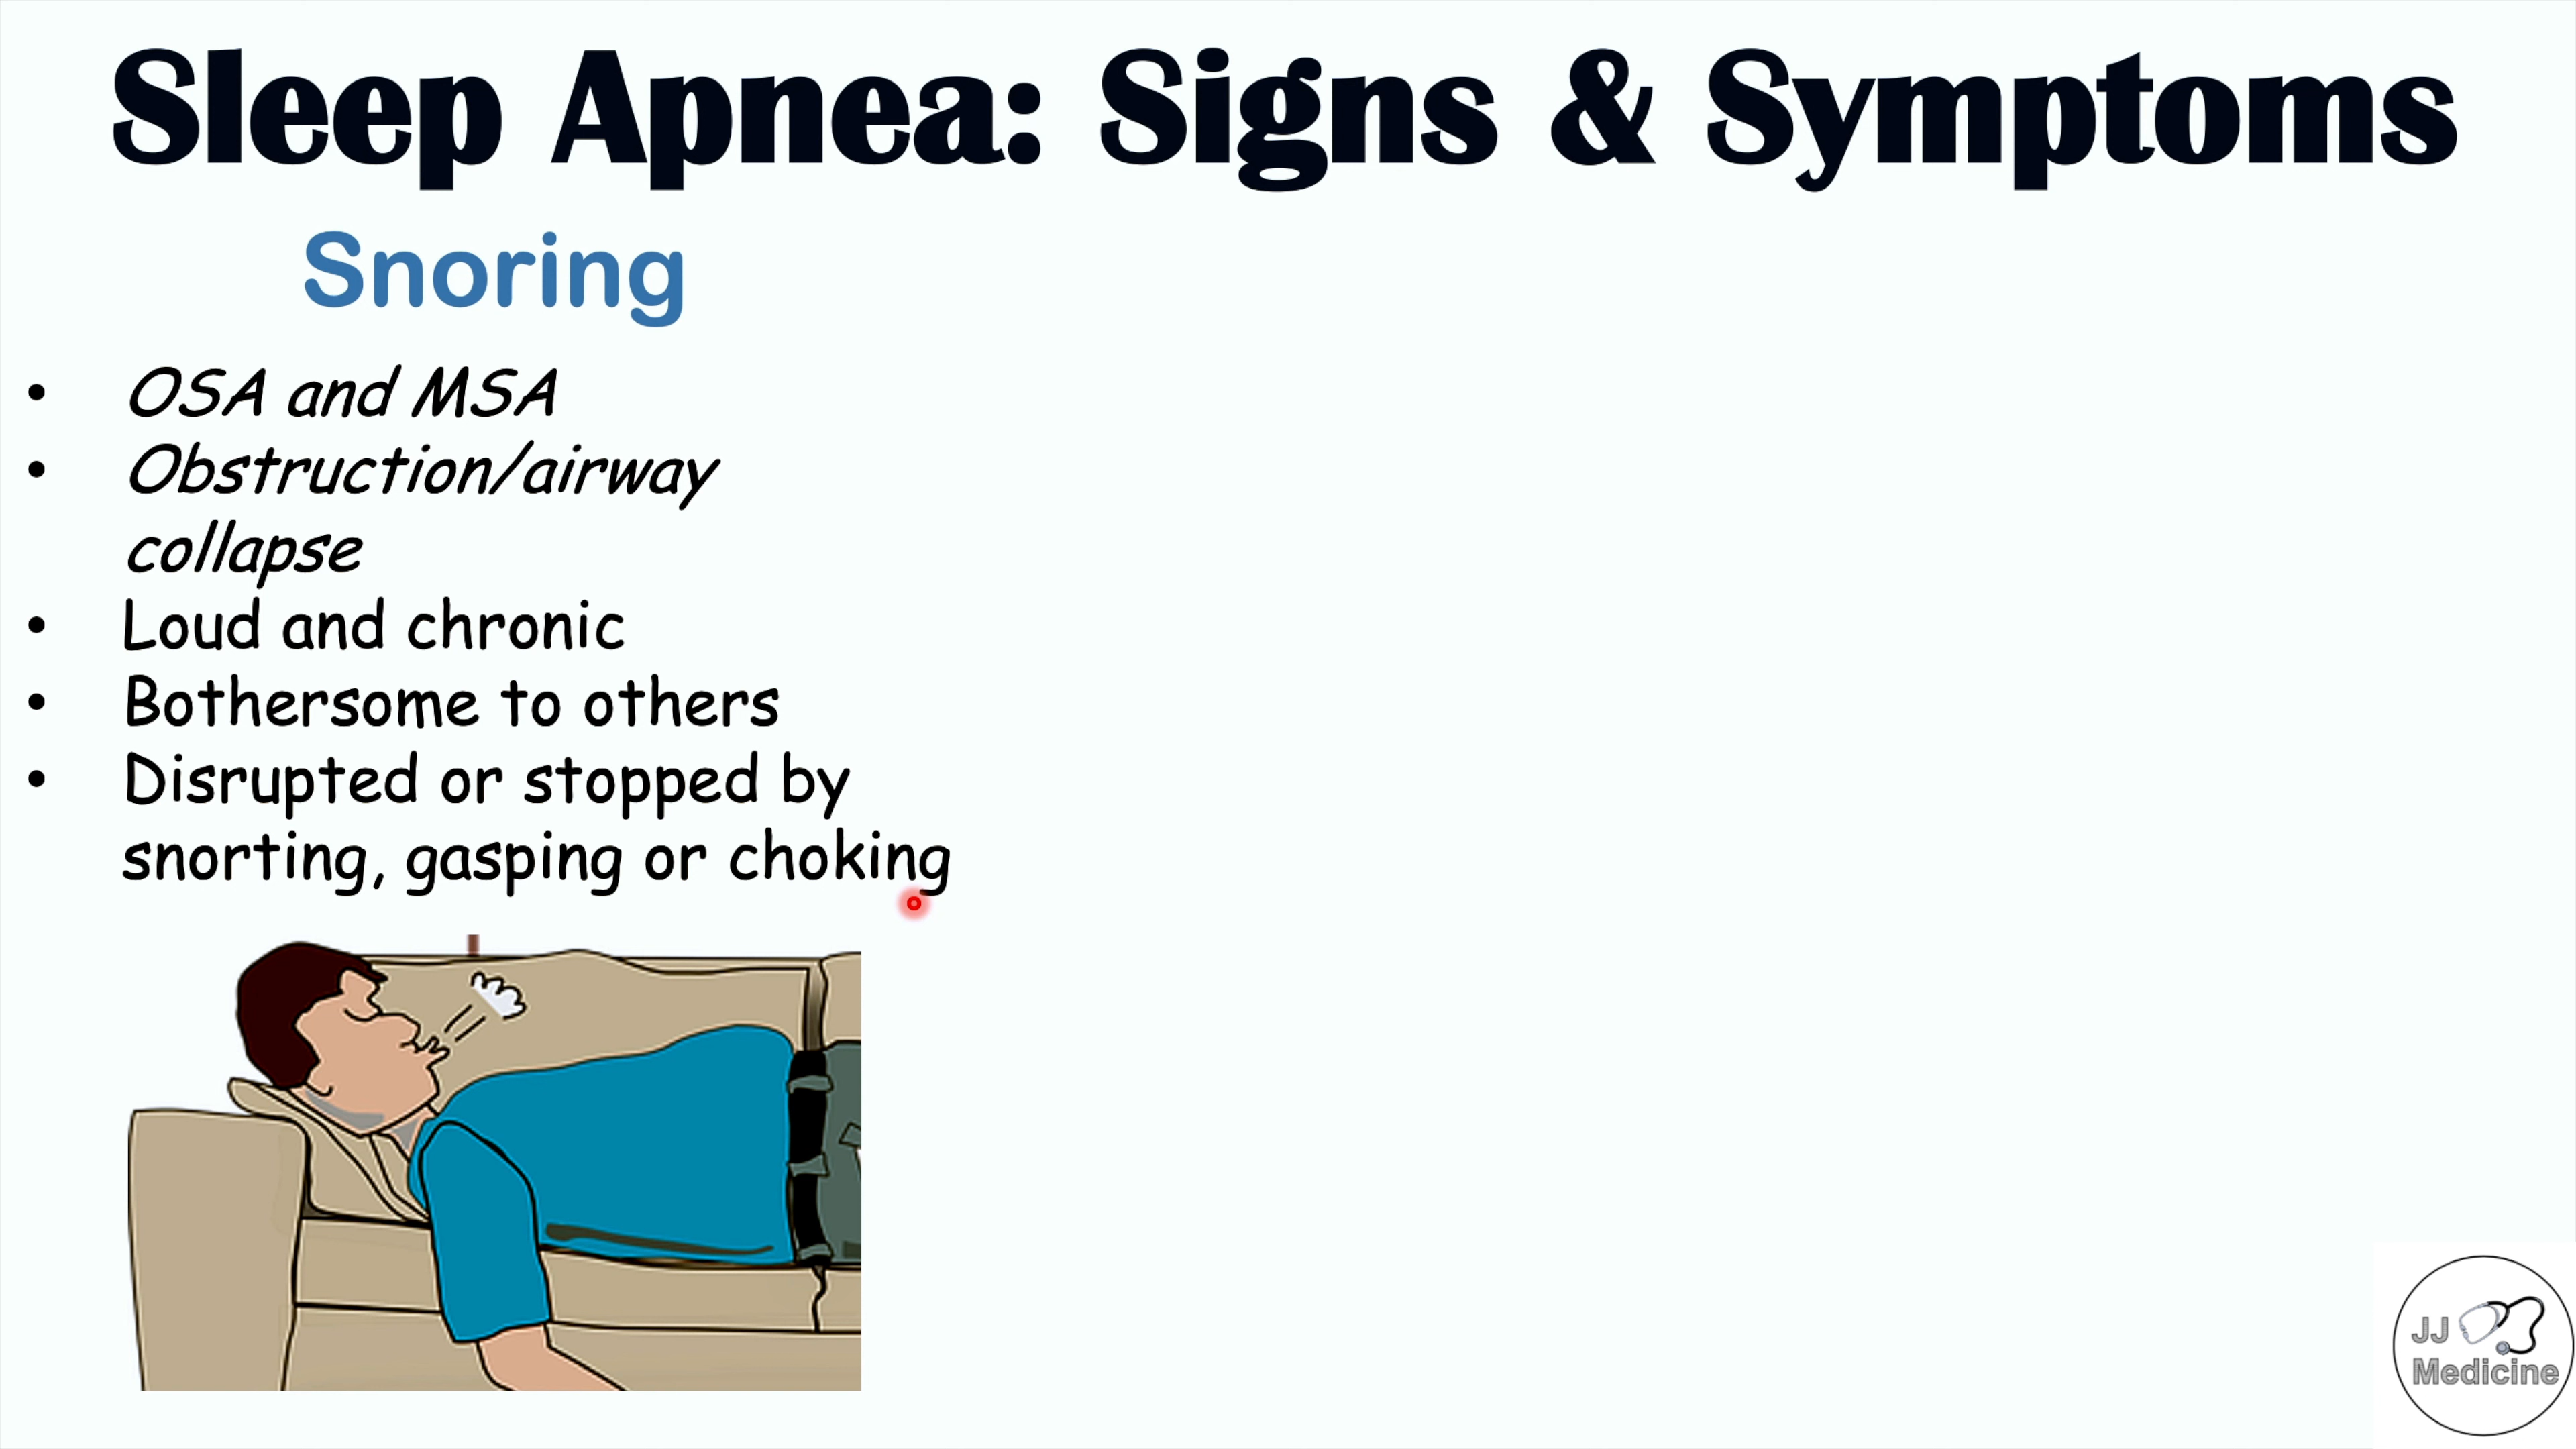 Sleep Apnea: Signs & Symptoms
Snoring
• OSA and MSA
• Obstruction/airway
collapse
• Loud and chronic
• Bothersome to others
• Disrupted or stopped by
snorting, gasping or choking
JJ
Medicine